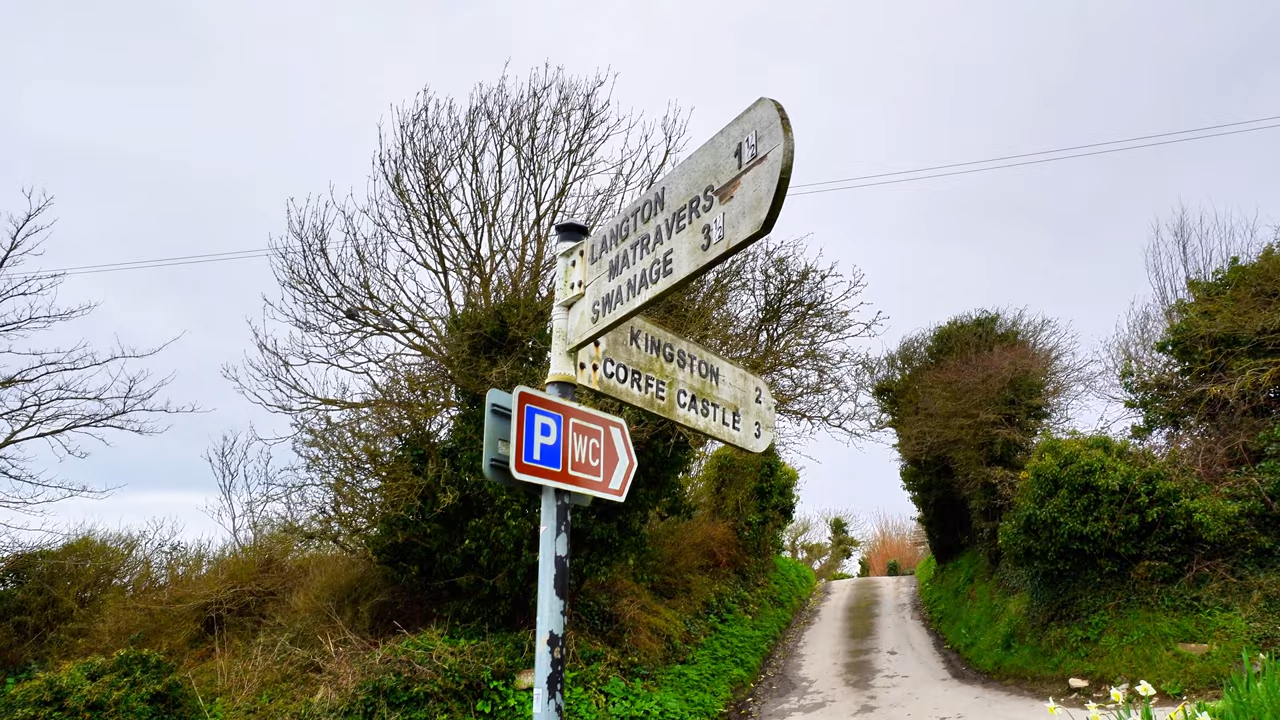 LANGTON
MATRAVERS 1½
SWANAGE 3½
KINGSTON 2
CORFE CASTLE 3
P WC